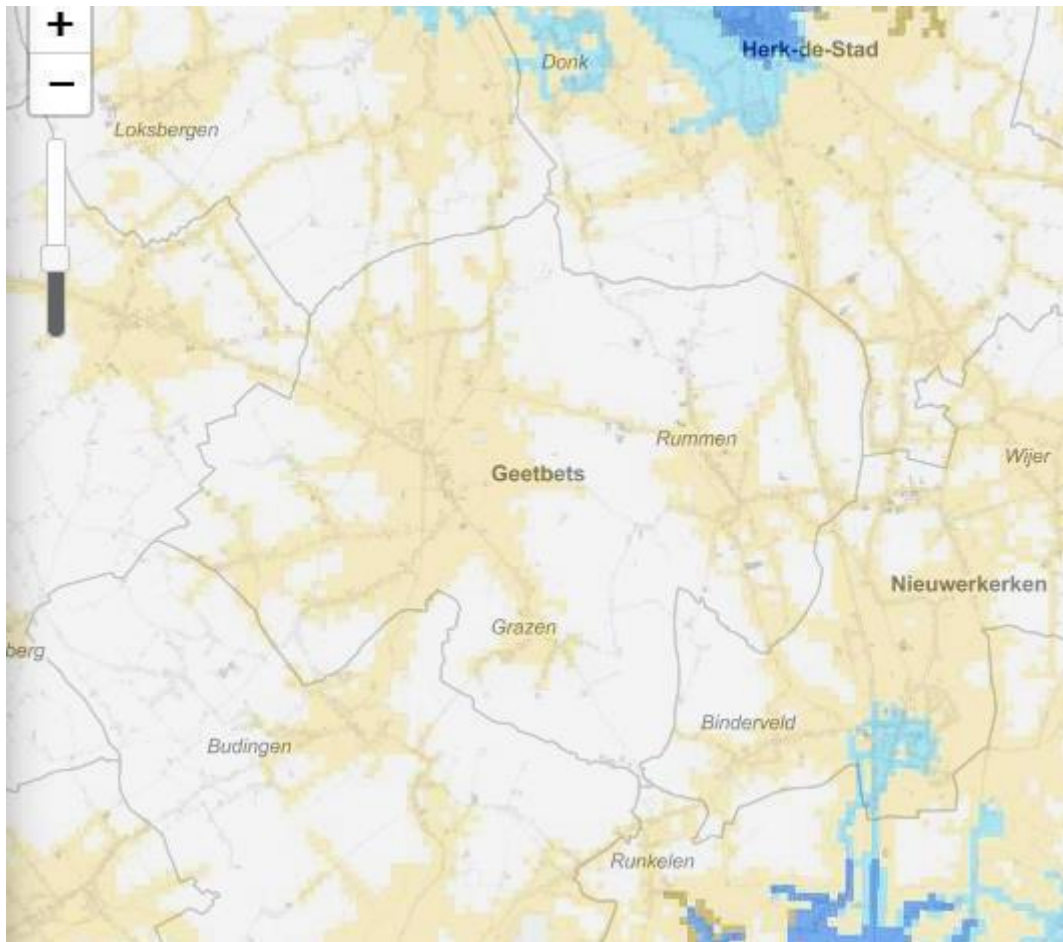 +
Herk-de-Stad
Donk
−
Loksbergen
Rummen
Wijer
Geetbets
Nieuwerkerken
Grazen
berg
Binderveld
Budingen
Runkelen